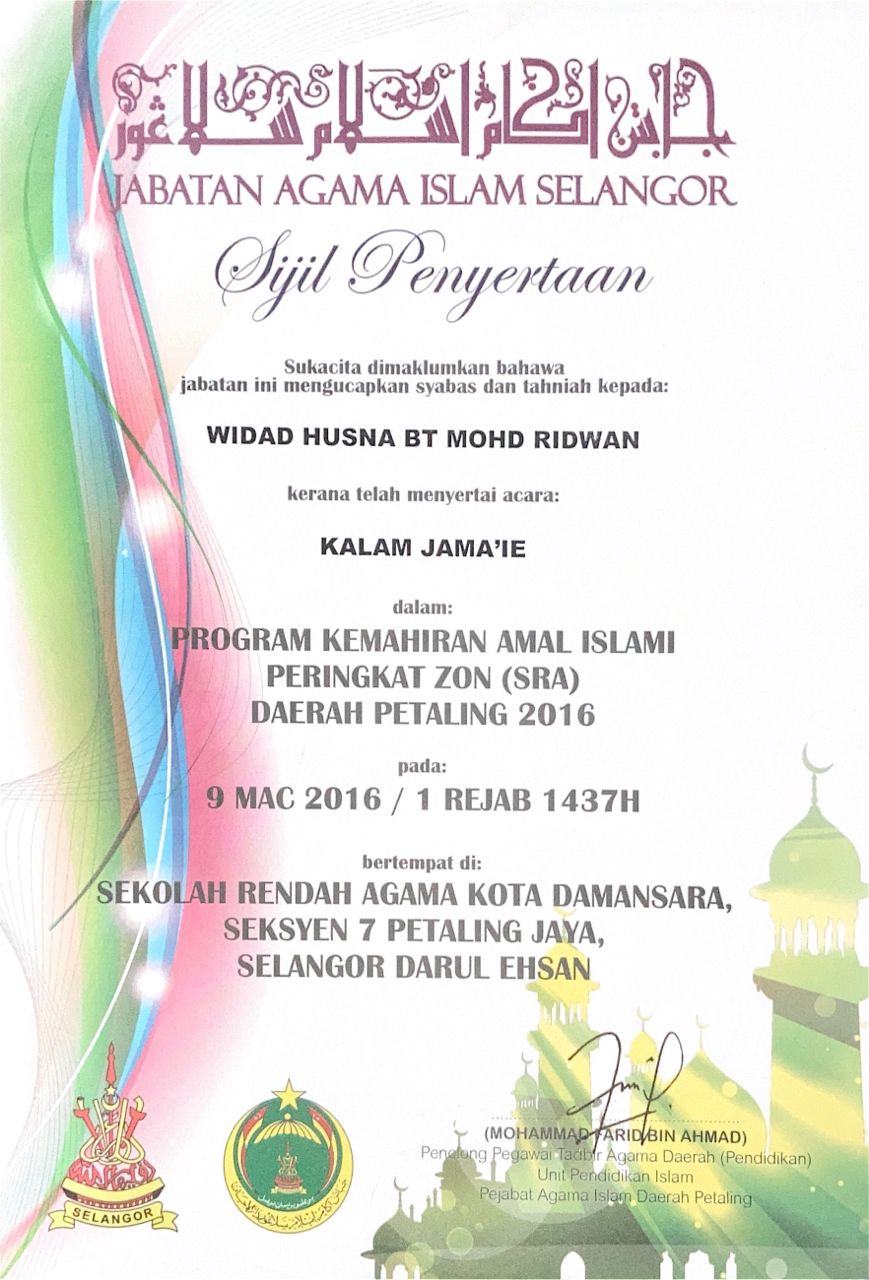 جابتن اڬام اسلام سلاڠور
JABATAN AGAMA ISLAM SELANGOR
Sijil Penyertaan
Sukacita dimaklumkan bahawa
jabatan ini mengucapkan syabas dan tahniah kepada:
WIDAD HUSNA BT MOHD RIDWAN
kerana telah menyertai acara:
KALAM JAMA'IE
dalam:
PROGRAM KEMAHIRAN AMAL ISLAMI
PERINGKAT ZON (SRA)
DAERAH PETALING 2016
pada:
9 MAC 2016 / 1 REJAB 1437H
bertempat di:
SEKOLAH RENDAH AGAMA KOTA DAMANSARA,
SEKSYEN 7 PETALING JAYA,
SELANGOR DARUL EHSAN
(MOHAMMAD FARID BIN AHMAD)
Penolong Pegawai Tadbir Agama Daerah (Pendidikan)
Unit Pendidikan Islam
Pejabat Agama Islam Daerah Petaling
SELANGOR